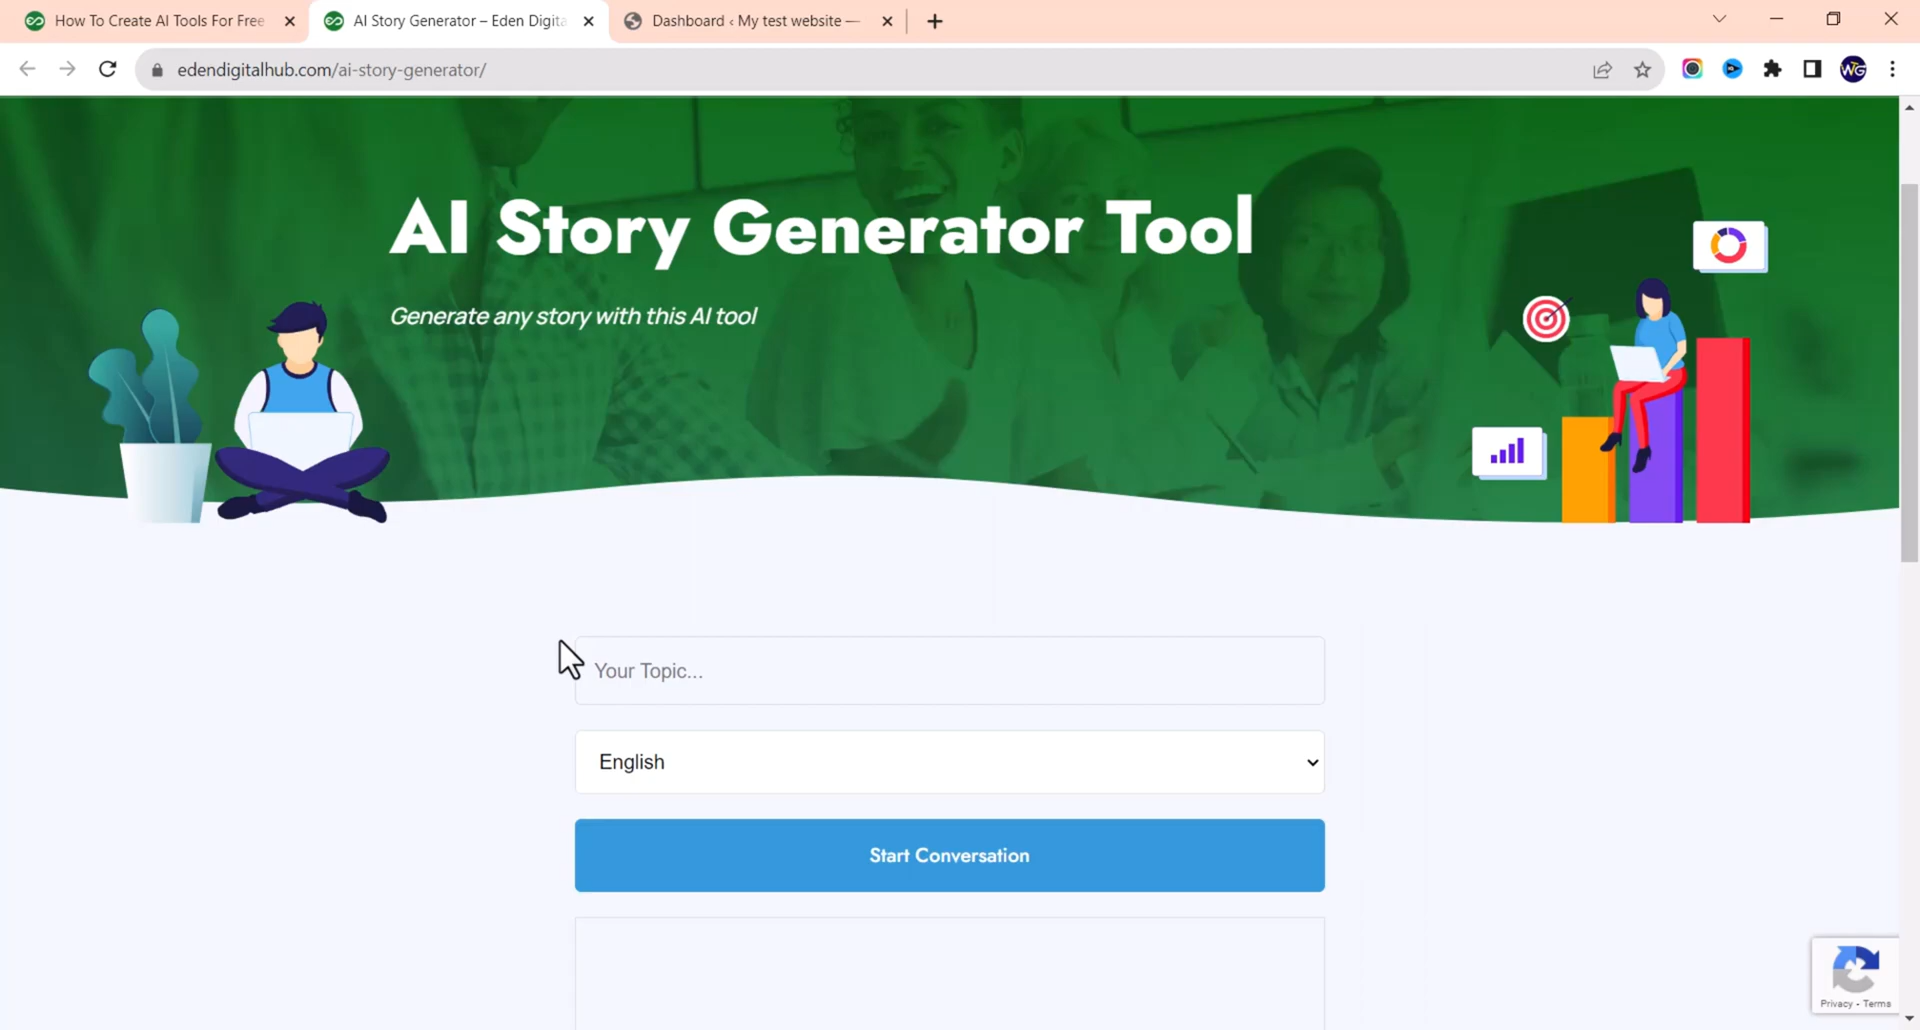 How To Create AI Tools For Free
AI Story Generator – Eden Digita
Dashboard ‹ My test website —
edendigitalhub.com/ai-story-generator/
WG
AI Story Generator Tool
Generate any story with this AI tool
Your Topic...
English
Start Conversation
Privacy - Terms